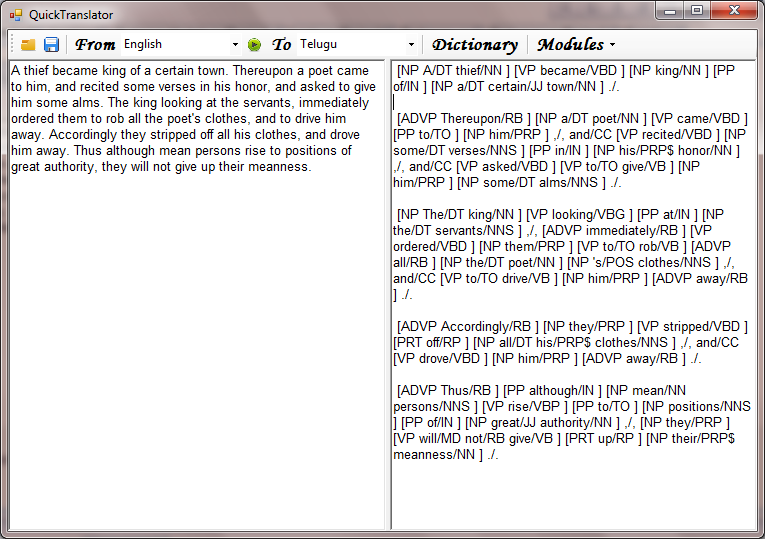 QuickTranslator
From English To Telugu Dictionary Modules
A thief became king of a certain town. Thereupon a poet came
to him, and recited some verses in his honor, and asked to give
him some alms. The king looking at the servants, immediately
ordered them to rob all the poet's clothes, and to drive him
away. Accordingly they stripped off all his clothes, and drove
him away. Thus although mean persons rise to positions of
great authority, they will not give up their meanness.
[NP A/DT thief/NN ] [VP became/VBD ] [NP king/NN ] [PP
of/IN ] [NP a/DT certain/JJ town/NN ] ./.
[ADVP Thereupon/RB ] [NP a/DT poet/NN ] [VP came/VBD ]
[PP to/TO ] [NP him/PRP ] ,/, and/CC [VP recited/VBD ] [NP
some/DT verses/NNS ] [PP in/IN ] [NP his/PRP$ honor/NN ]
,/, and/CC [VP asked/VBD ] [VP to/TO give/VB ] [NP
him/PRP ] [NP some/DT alms/NNS ] ./.
[NP The/DT king/NN ] [VP looking/VBG ] [PP at/IN ] [NP
the/DT servants/NNS ] ,/, [ADVP immediately/RB ] [VP
ordered/VBD ] [NP them/PRP ] [VP to/TO rob/VB ] [ADVP
all/RB ] [NP the/DT poet/NN ] [NP 's/POS clothes/NNS ] ,/,
and/CC [VP to/TO drive/VB ] [NP him/PRP ] [ADVP away/RB
] ./.
[ADVP Accordingly/RB ] [NP they/PRP ] [VP stripped/VBD ]
[PRT off/RP ] [NP all/DT his/PRP$ clothes/NNS ] ,/, and/CC
[VP drove/VBD ] [NP him/PRP ] [ADVP away/RB ] ./.
[ADVP Thus/RB ] [PP although/IN ] [NP mean/NN
persons/NNS ] [VP rise/VBP ] [PP to/TO ] [NP positions/NNS
] [PP of/IN ] [NP great/JJ authority/NN ] ,/, [NP they/PRP ]
[VP will/MD not/RB give/VB ] [PRT up/RP ] [NP their/PRP$
meanness/NN ] ./.